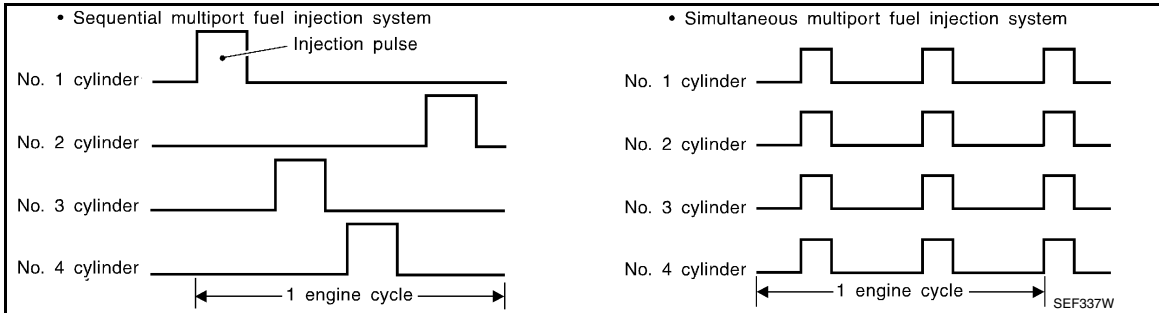 • Sequential multiport fuel injection system
Injection pulse
No. 1 cylinder
No. 2 cylinder
No. 3 cylinder
No. 4 cylinder
1 engine cycle
• Simultaneous multiport fuel injection system
No. 1 cylinder
No. 2 cylinder
No. 3 cylinder
No. 4 cylinder
1 engine cycle
SEF337W